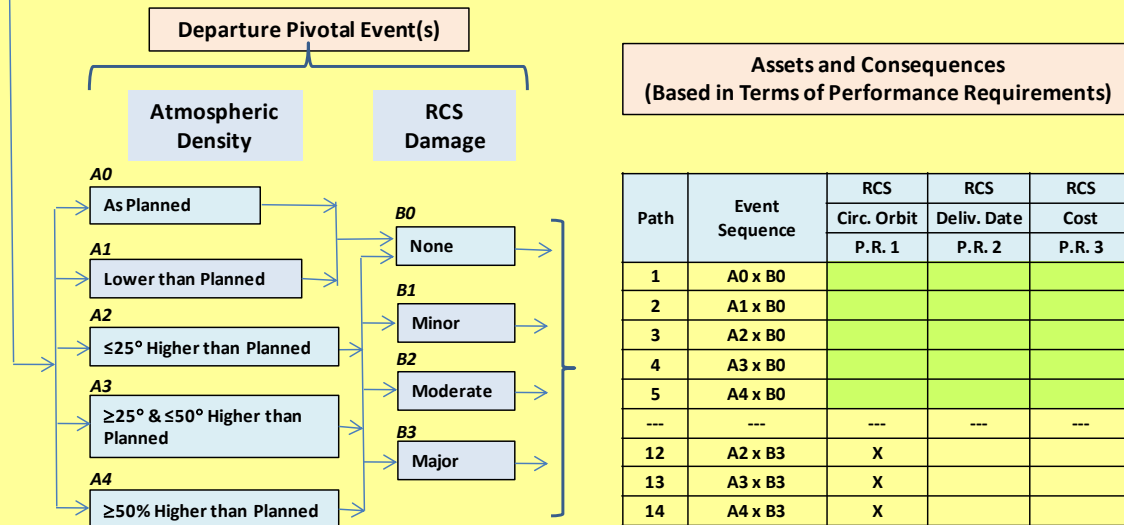 Departure Pivotal Event(s)
Atmospheric
Density
RCS
Damage
A0
As Planned
A1
Lower than Planned
A2
≤25° Higher than Planned
A3
≥25° & ≤50° Higher than
Planned
A4
≥50% Higher than Planned
B0
None
B1
Minor
B2
Moderate
B3
Major
Assets and Consequences
(Based in Terms of Performance Requirements)
Path Event Sequence RCS RCS RCS
Circ. Orbit Deliv. Date Cost
P.R. 1 P.R. 2 P.R. 3
1 A0 x B0
2 A1 x B0
3 A2 x B0
4 A3 x B0
5 A4 x B0
--- --- --- --- ---
12 A2 x B3 X
13 A3 x B3 X
14 A4 x B3 X